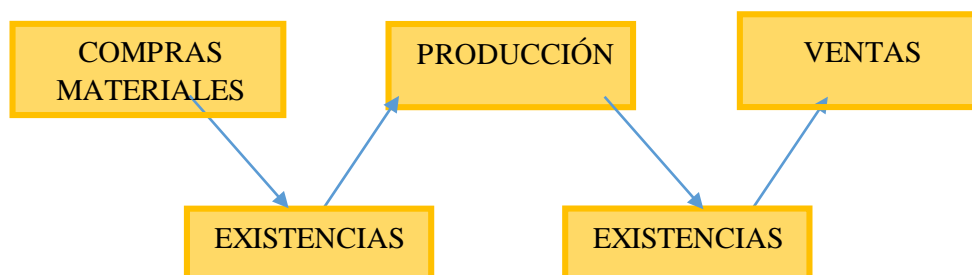 COMPRAS
MATERIALES
PRODUCCIÓN
VENTAS
EXISTENCIAS
EXISTENCIAS